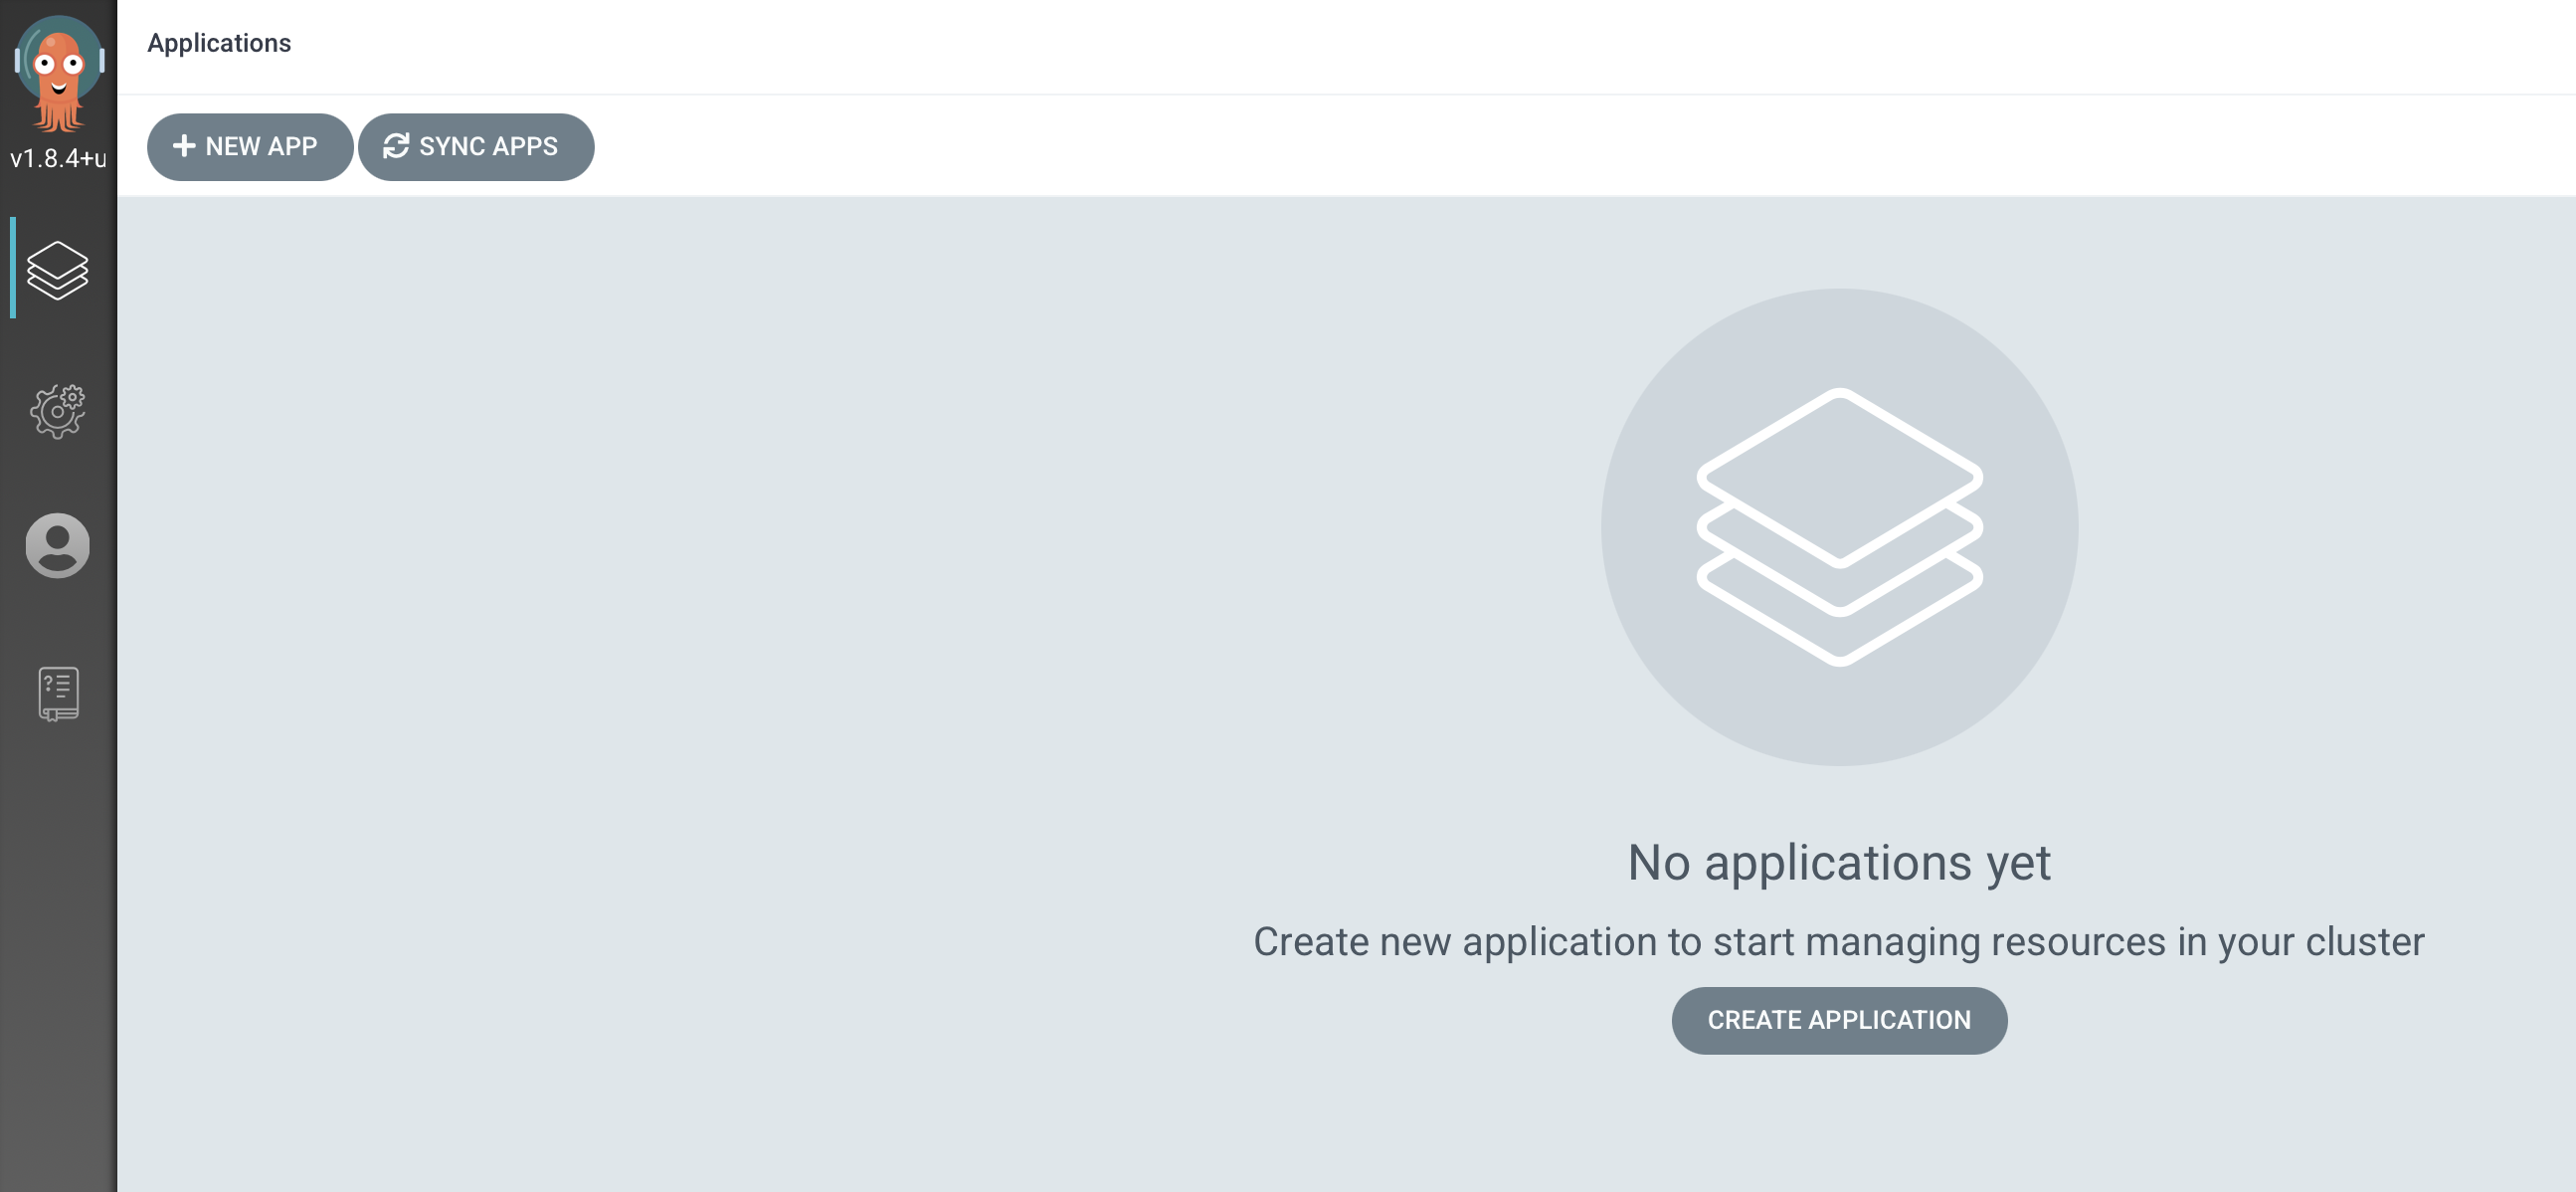 Applications
v1.8.4+u
NEW APP
SYNC APPS
No applications yet
Create new application to start managing resources in your cluster
CREATE APPLICATION